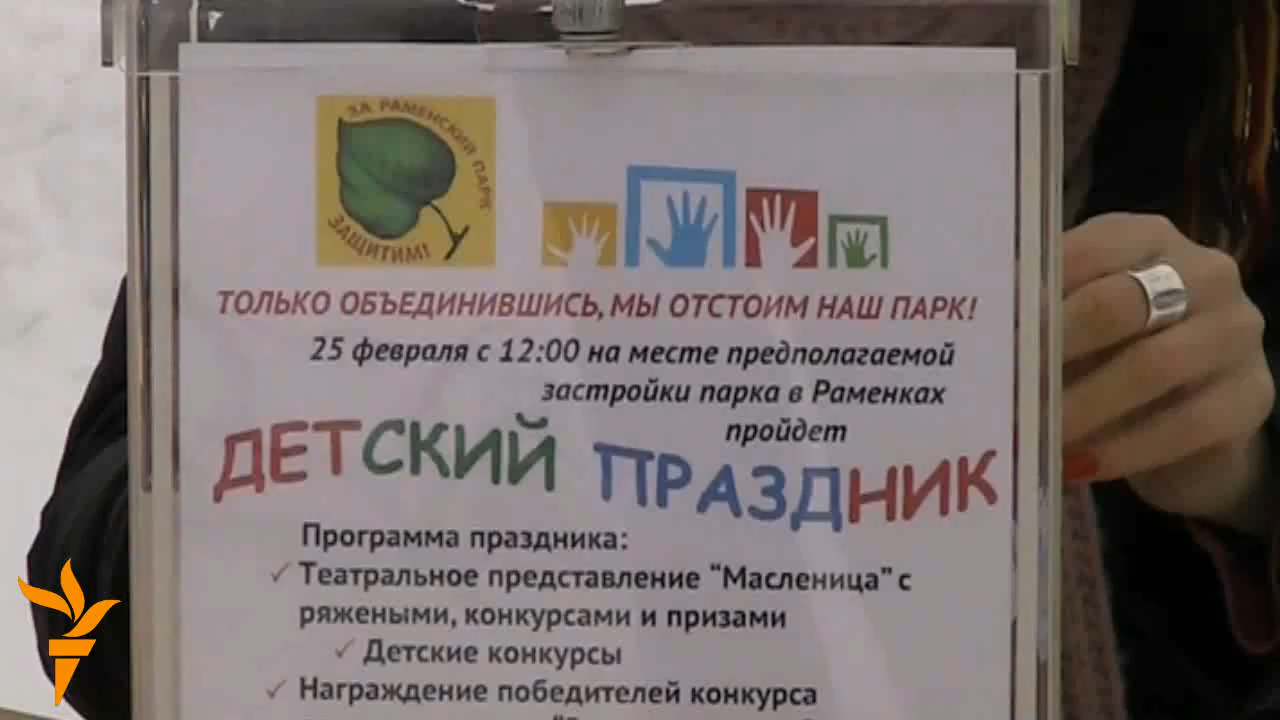 ЗА РАМЕНСКИЙ ПАРК
ЗАЩИТИМ!
ТОЛЬКО ОБЪЕДИНИВШИСЬ, МЫ ОТСТОИМ НАШ ПАРК!
25 февраля с 12:00 на месте предполагаемой
застройки парка в Раменках
пройдет
ДЕТСКИЙ ПРАЗДНИК
Программа праздника:
✓ Театральное представление "Масленица" с
ряжеными, конкурсами и призами
✓ Детские конкурсы
✓ Награждение победителей конкурса